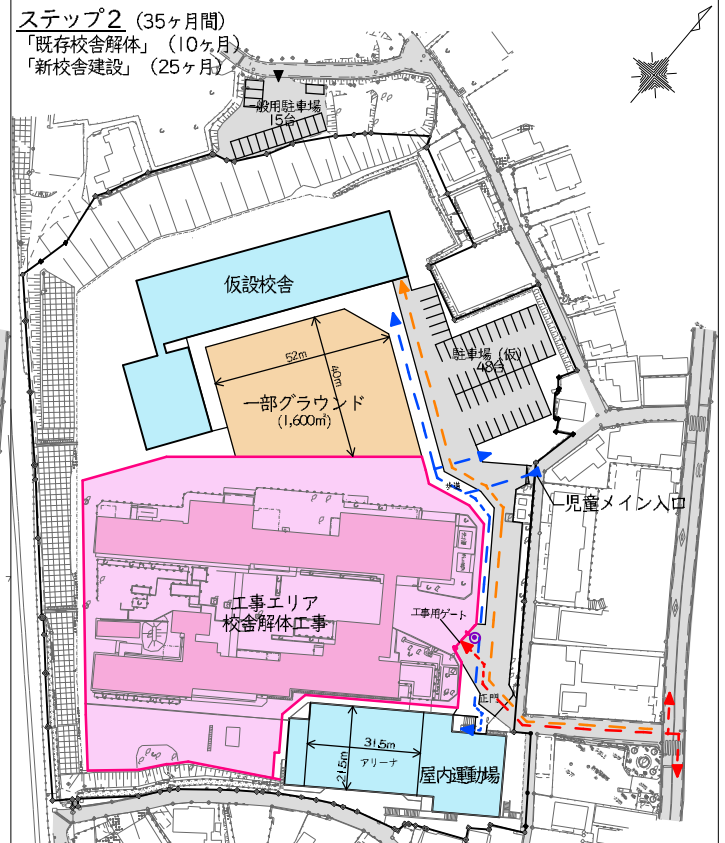 ステップ2 (35ヶ月間)
「既存校舎解体」(10ヶ月)
「新校舎建設」(25ヶ月)
一般用駐車場
15台
仮設校舎
52m
40m
一部グラウンド
(1,600㎡)
駐車場(仮)
48台
歩道
児童メイン入口
工事エリア
校舎解体工事
工事用ゲート
正門
31.5m
21.5m
アリーナ
屋内運動場